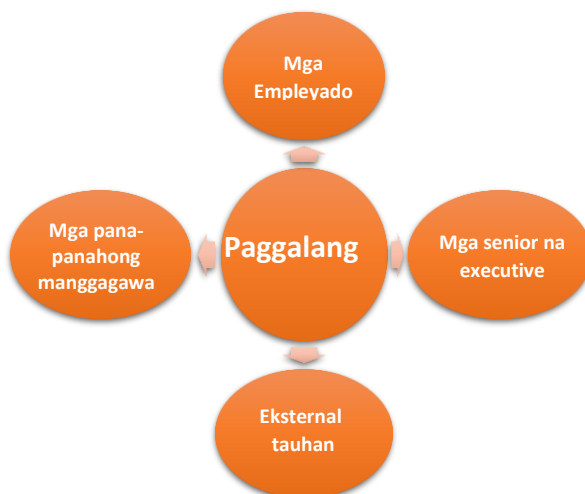 Mga
Empleyado
Mga pana-
panahong
manggagawa
Paggalang
Mga senior na
executive
Eksternal
tauhan